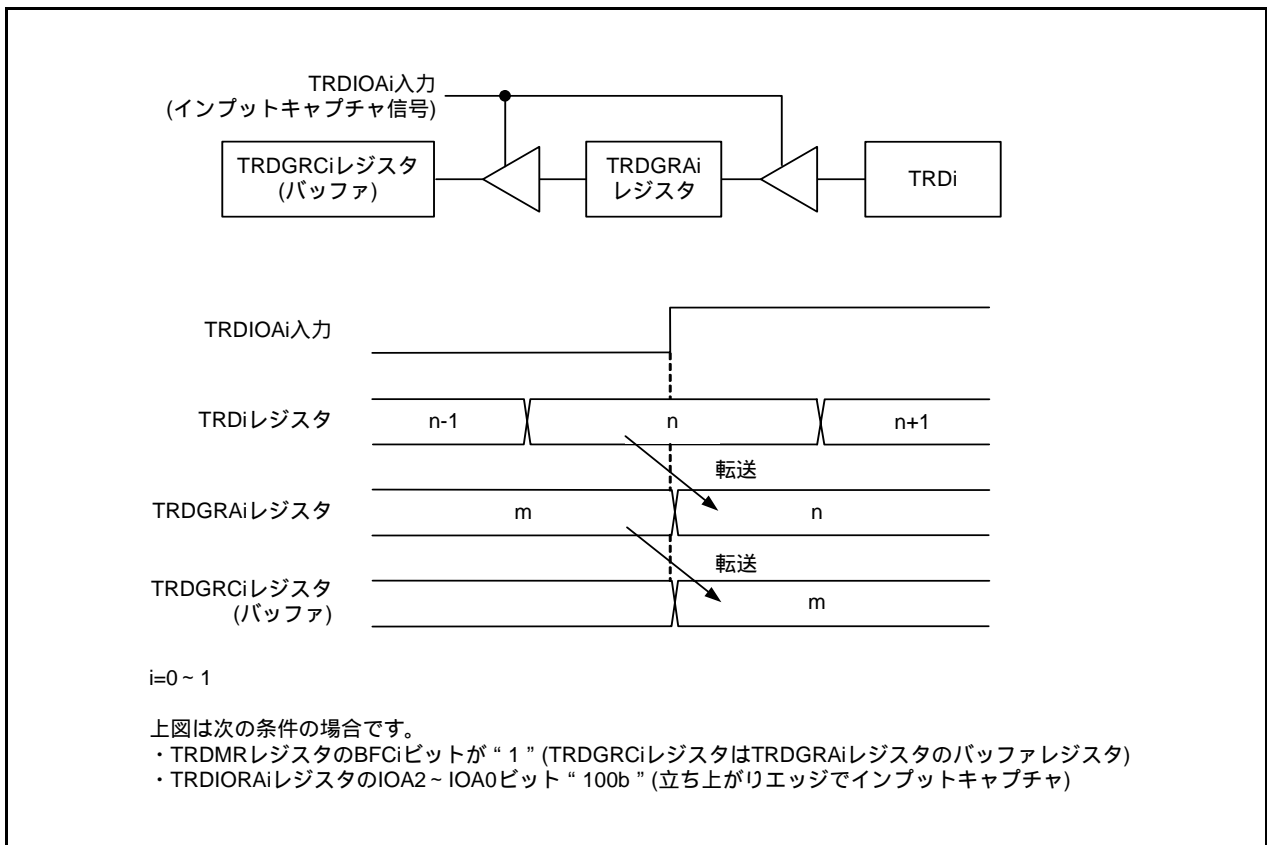 TRDIOAi入力
(インプットキャプチャ信号)
TRDGRCiレジスタ
(バッファ)
TRDGRAi
レジスタ
TRDi
TRDIOAi入力
TRDiレジスタ
n-1
n
n+1
転送
TRDGRAiレジスタ
m
n
転送
TRDGRCiレジスタ
(バッファ)
m
i=0 ~ 1
上図は次の条件の場合です。
・TRDMRレジスタのBFCiビットが “ 1 ” (TRDGRCiレジスタはTRDGRAiレジスタのバッファレジスタ)
・TRDIORAiレジスタのIOA2 ~ IOA0ビット “ 100b ” (立ち上がりエッジでインプットキャプチャ)